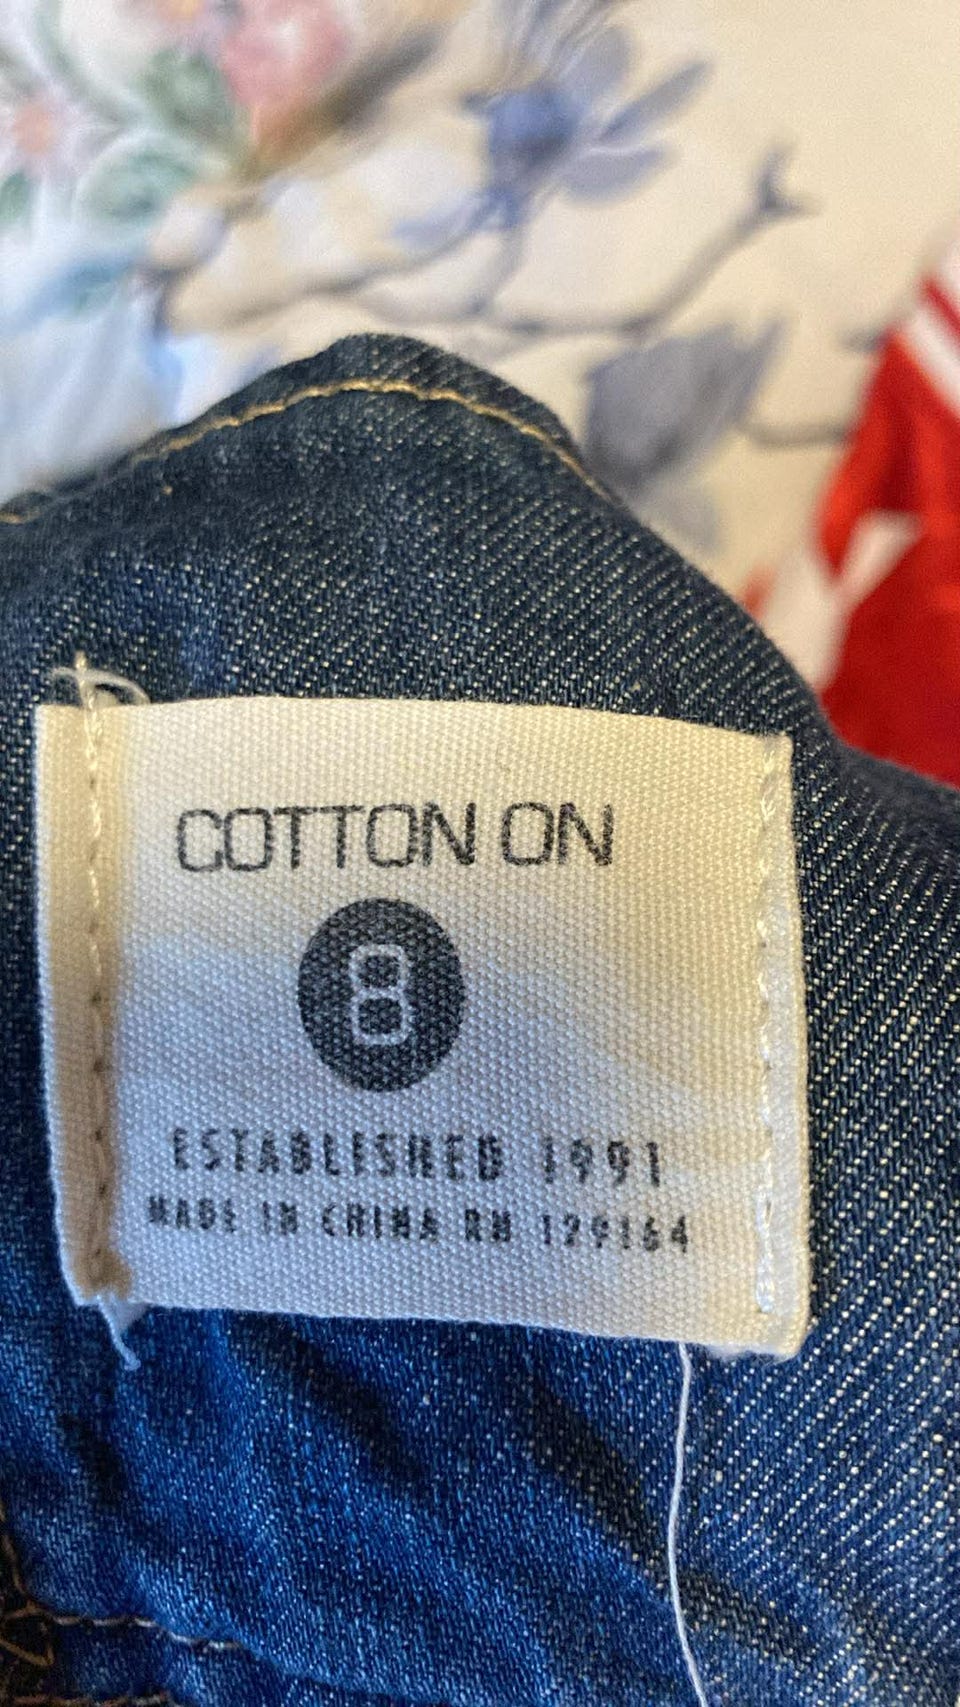 COTTON ON
8
ESTABLISHED 1991
MADE IN CHINA RN 129164